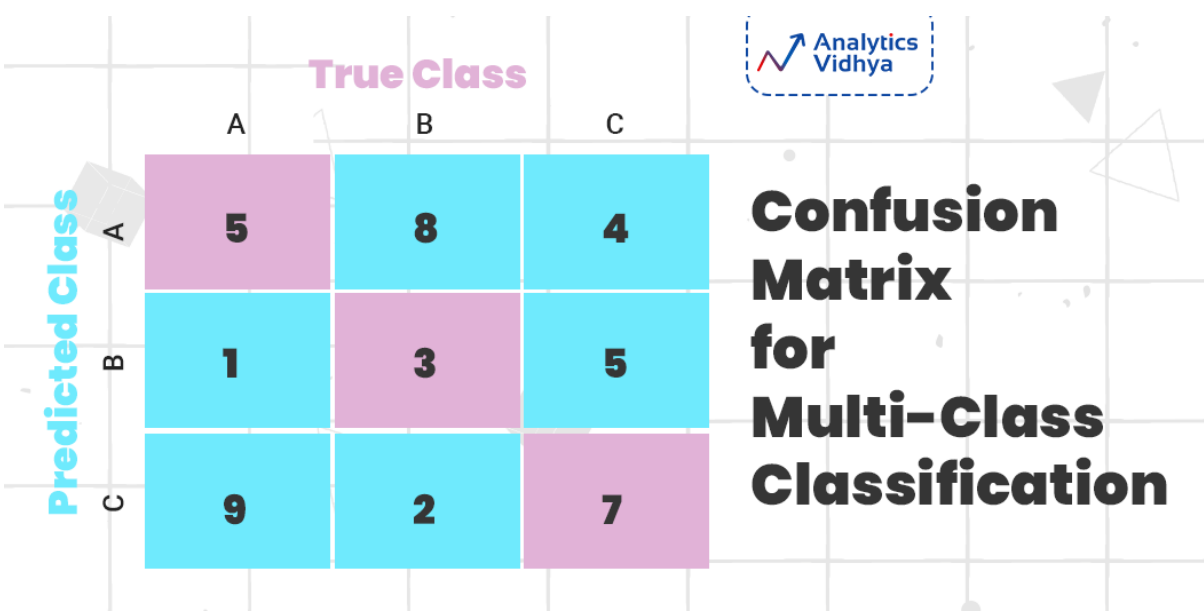 Analytics
Vidhya
True Class
A B C
Predicted Class
A
5 8 4
B
1 3 5
C
9 2 7
Confusion
Matrix
for
Multi-Class
Classification